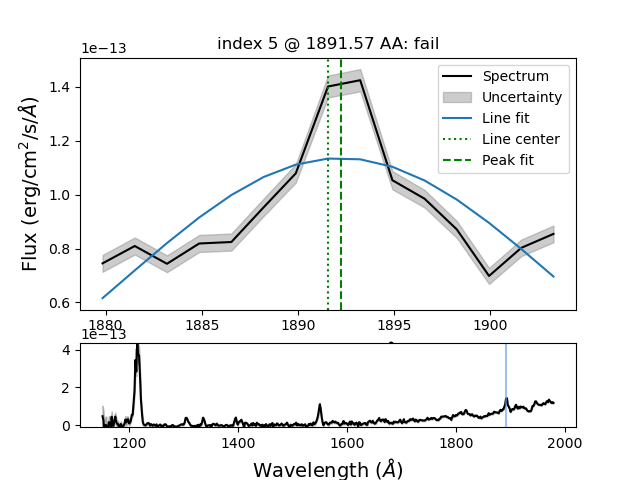 index 5 @ 1891.57 AA: fail
1e−13
Flux (erg/cm²/s/Å)
1.4
1.2
1.0
0.8
0.6
Spectrum
Uncertainty
Line fit
Line center
Peak fit
1880 1885 1890 1895 1900
1e−13
4
2
0
1200 1400 1600 1800 2000
Wavelength (Å)